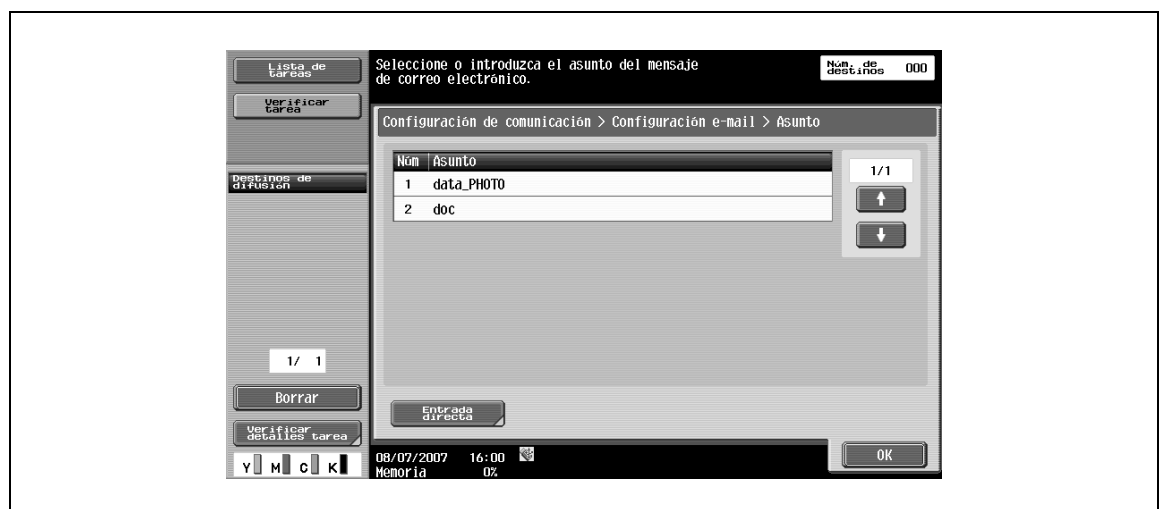 Lista de
tareas
Verificar
tarea
Destinos de
difusión
1/ 1
Borrar
Verificar
detalles tarea
Y M C K
Seleccione o introduzca el asunto del mensaje
de correo electrónico.
Núm. de
destinos 000
Configuración de comunicación > Configuración e-mail > Asunto
Núm Asunto
1 data_PHOTO
2 doc
1/1
Entrada
directa
08/07/2007 16:00
Memoria 0%
OK